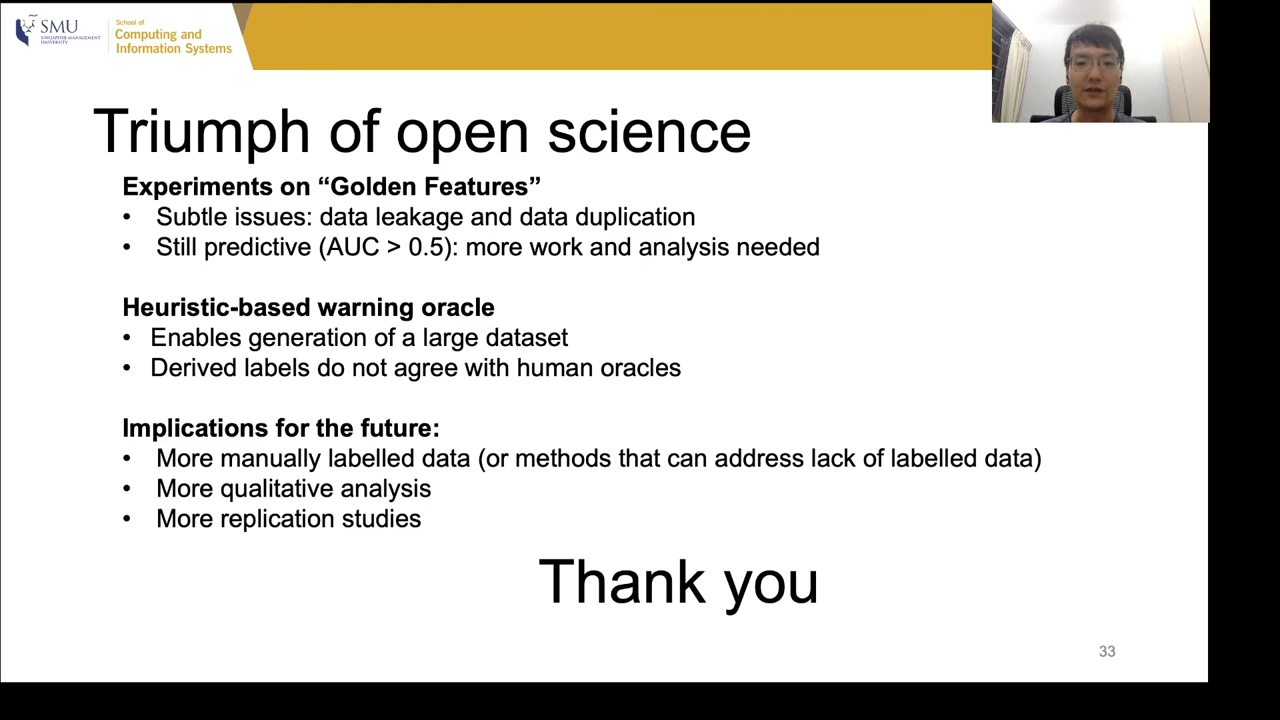 SMU
SINGAPORE MANAGEMENT
UNIVERSITY
School of
Computing and
Information Systems
Triumph of open science
Experiments on “Golden Features”
• Subtle issues: data leakage and data duplication
• Still predictive (AUC > 0.5): more work and analysis needed
Heuristic-based warning oracle
• Enables generation of a large dataset
• Derived labels do not agree with human oracles
Implications for the future:
• More manually labelled data (or methods that can address lack of labelled data)
• More qualitative analysis
• More replication studies
Thank you
33